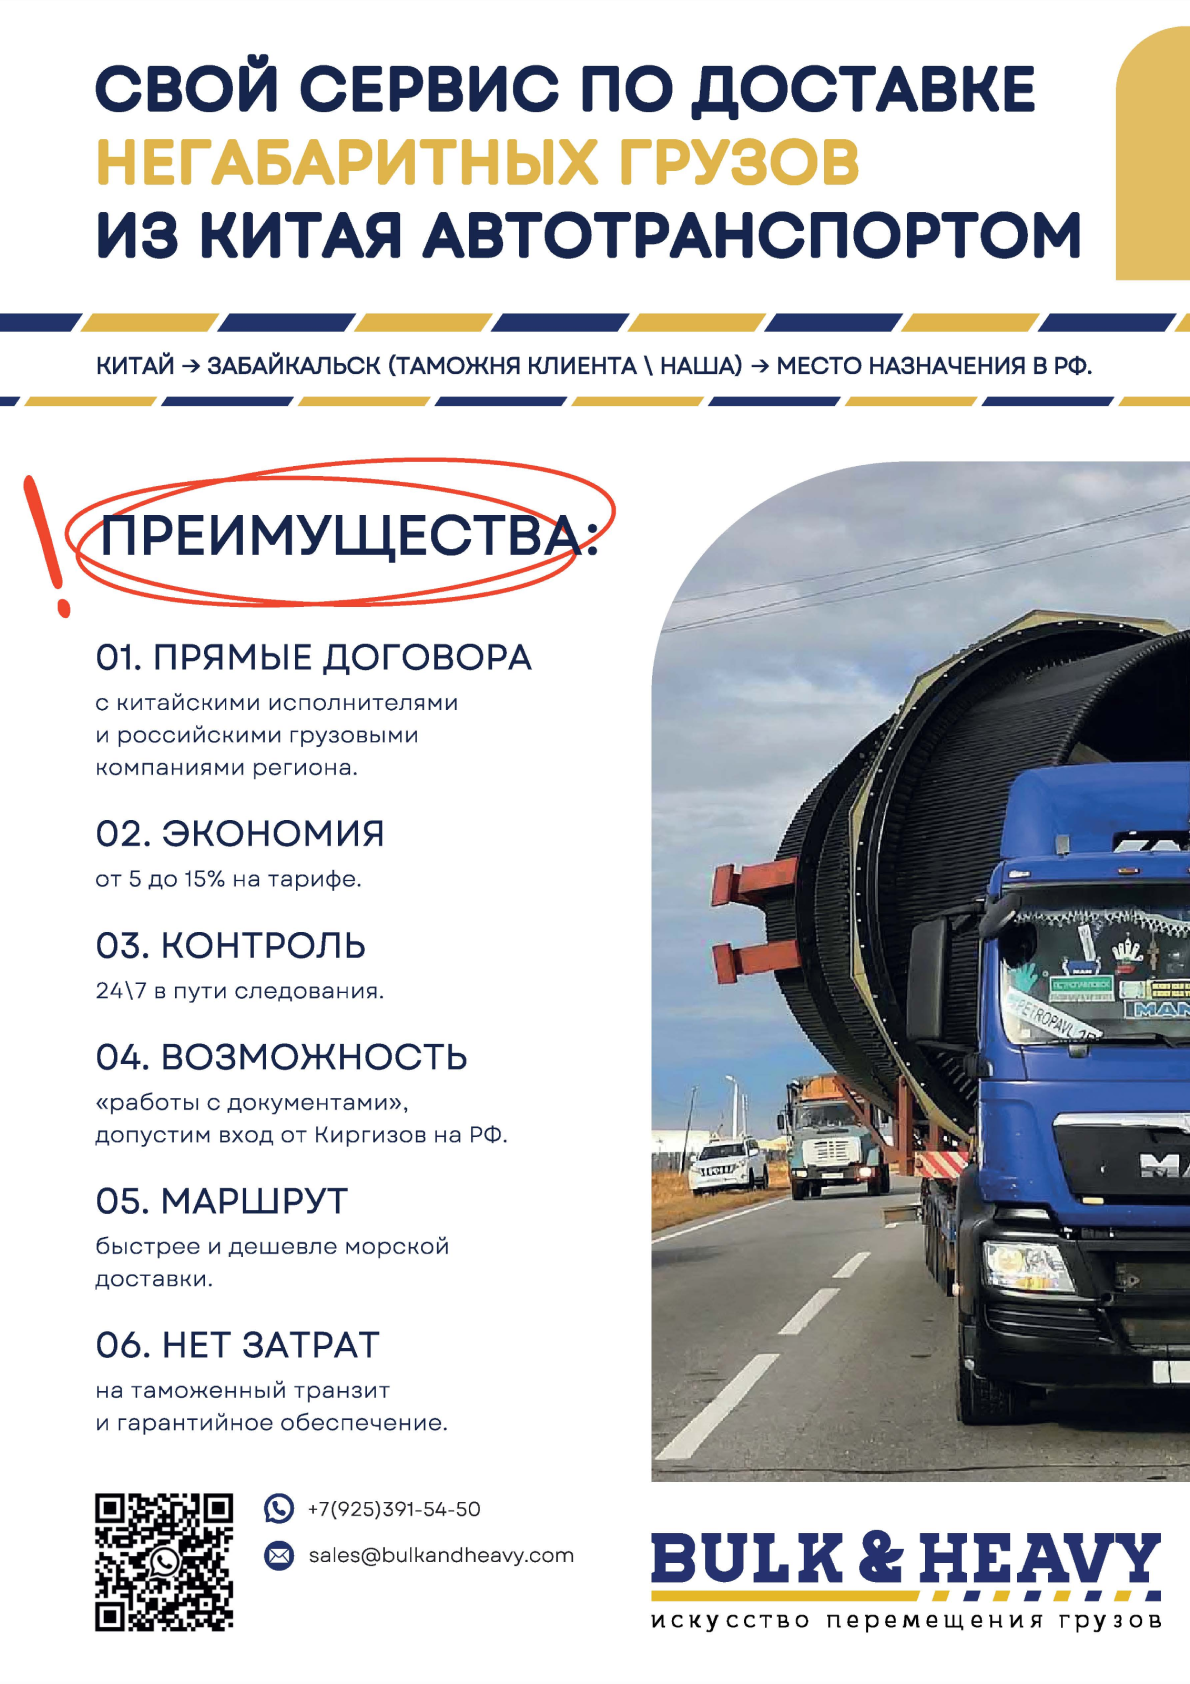 СВОЙ СЕРВИС ПО ДОСТАВКЕ
НЕГАБАРИТНЫХ ГРУЗОВ
ИЗ КИТАЯ АВТОТРАНСПОРТОМ
КИТАЙ → ЗАБАЙКАЛЬСК (ТАМОЖНЯ КЛИЕНТА \ НАША) → МЕСТО НАЗНАЧЕНИЯ В РФ.
ПРЕИМУЩЕСТВА:
01. ПРЯМЫЕ ДОГОВОРА
с китайскими исполнителями
и российскими грузовыми
компаниями региона.
02. ЭКОНОМИЯ
от 5 до 15% на тарифе.
03. КОНТРОЛЬ
24\7 в пути следования.
04. ВОЗМОЖНОСТЬ
«работы с документами»,
допустим вход от Киргизов на РФ.
05. МАРШРУТ
быстрее и дешевле морской
доставки.
06. НЕТ ЗАТРАТ
на таможенный транзит
и гарантийное обеспечение.
+7(925)391-54-50
sales@bulkandheavy.com
MAN
PETROPAVL
MAN
BULK & HEAVY
искусство перемещения грузов